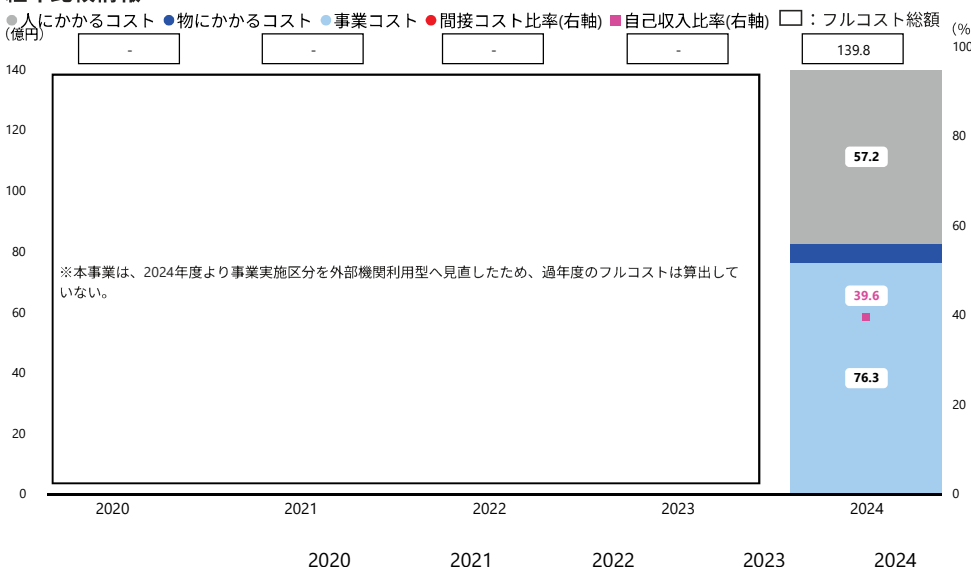 ●人にかかるコスト ●物にかかるコスト ●事業コスト ●間接コスト比率(右軸) ■自己収入比率(右軸) □：フルコスト総額
(億円)
(%
- - - - 139.8
100
140
120
80
57.2
100
60
80
※本事業は、2024年度より事業実施区分を外部機関利用型へ見直したため、過年度のフルコストは算出して
いない。
39.6
60
40
40
76.3
20
20
0
0
2020 2021 2022 2023 2024
2020 2021 2022 2023 2024